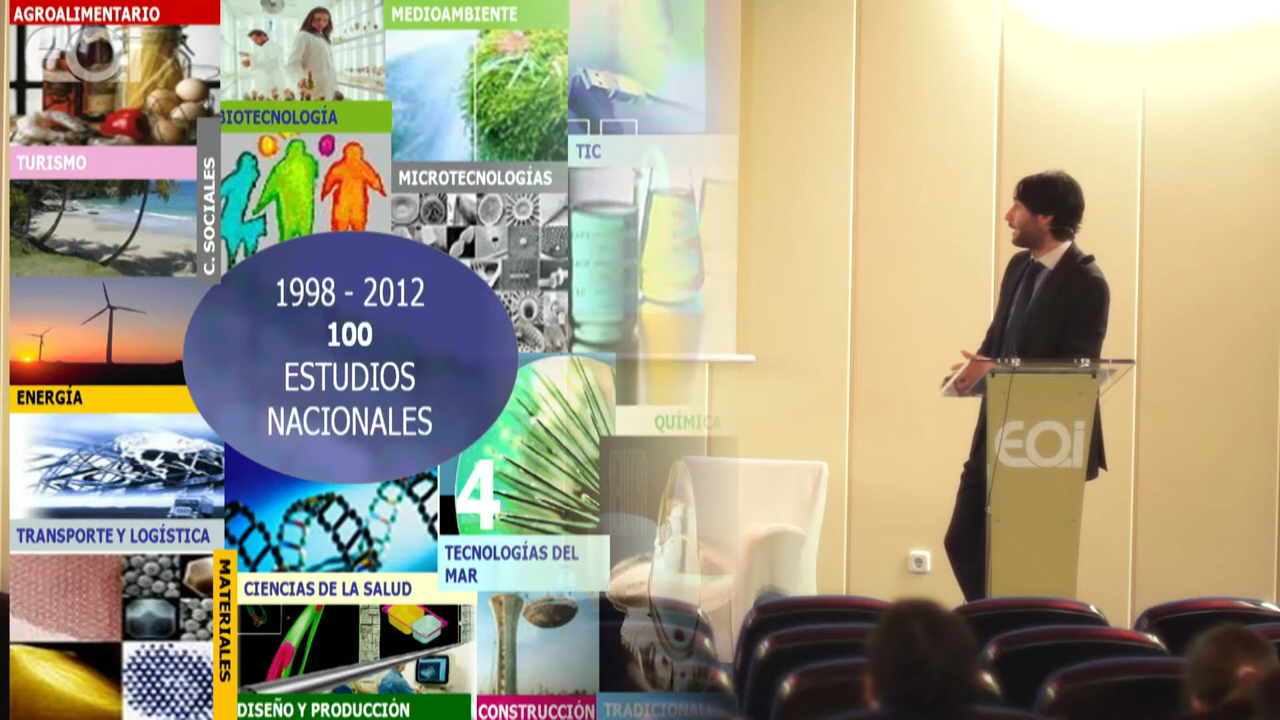 AGROALIMENTARIO
EOi
BIOTECNOLOGÍA
MEDIOAMBIENTE
TIC
TURISMO
C. SOCIALES
MICROTECNOLOGÍAS
1998 - 2012
100
ESTUDIOS
NACIONALES
ENERGÍA
QUÍMICA
EOi
TRANSPORTE Y LOGÍSTICA
4
TECNOLOGÍAS DEL
MAR
MATERIALES
CIENCIAS DE LA SALUD
DISEÑO Y PRODUCCIÓN
CONSTRUCCIÓN
TRADICIONALES